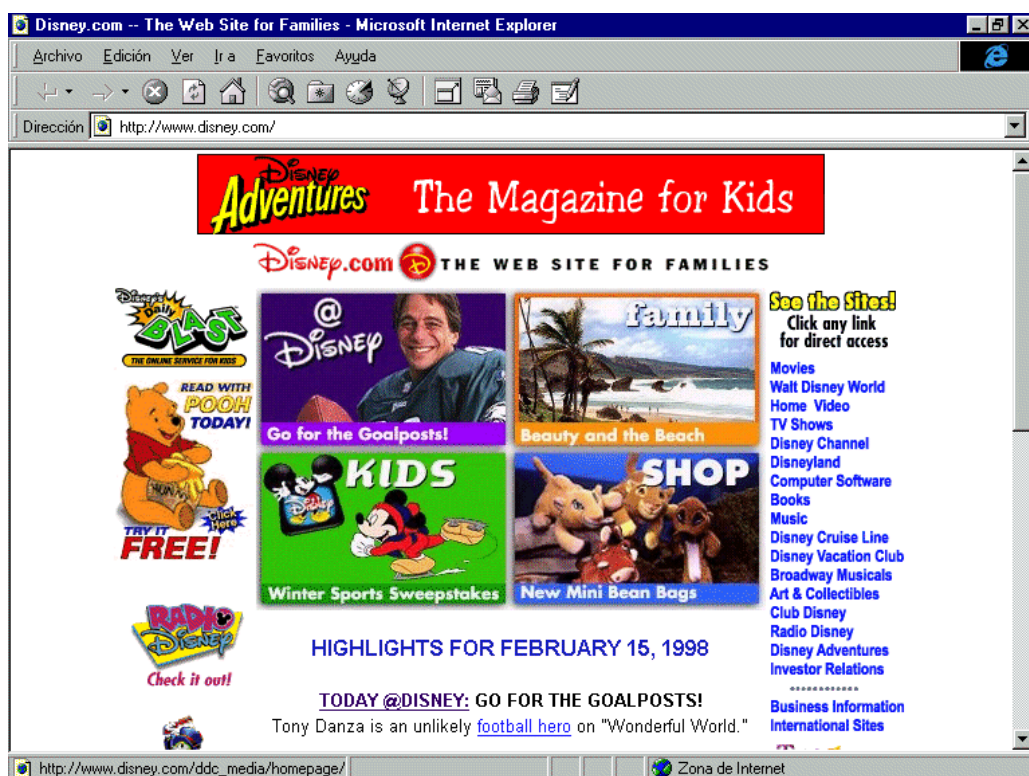 Disney.com -- The Web Site for Families - Microsoft Internet Explorer
Archivo Edición Ver Ir a Favoritos Ayuda
Dirección http://www.disney.com/
Disney Adventures The Magazine for Kids
Disney.com THE WEB SITE FOR FAMILIES
Disney's Daily BLAST
THE ONLINE SERVICE FOR KIDS
READ WITH
POOH
TODAY!
HUNNY
Click Here
TRY IT
FREE!
RADIO
DISNEY
Check it out!
@
Disney
Go for the Goalposts!
family
Beauty and the Beach
KIDS
Winter Sports Sweepstakes
SHOP
New Mini Bean Bags
HIGHLIGHTS FOR FEBRUARY 15, 1998
TODAY @DISNEY: GO FOR THE GOALPOSTS!
Tony Danza is an unlikely football hero on "Wonderful World."
See the Sites!
Click any link
for direct access
Movies
Walt Disney World
Home Video
TV Shows
Disney Channel
Disneyland
Computer Software
Books
Music
Disney Cruise Line
Disney Vacation Club
Broadway Musicals
Art & Collectibles
Club Disney
Radio Disney
Disney Adventures
Investor Relations
Business Information
International Sites
http://www.disney.com/ddc_media/homepage/ Zona de Internet